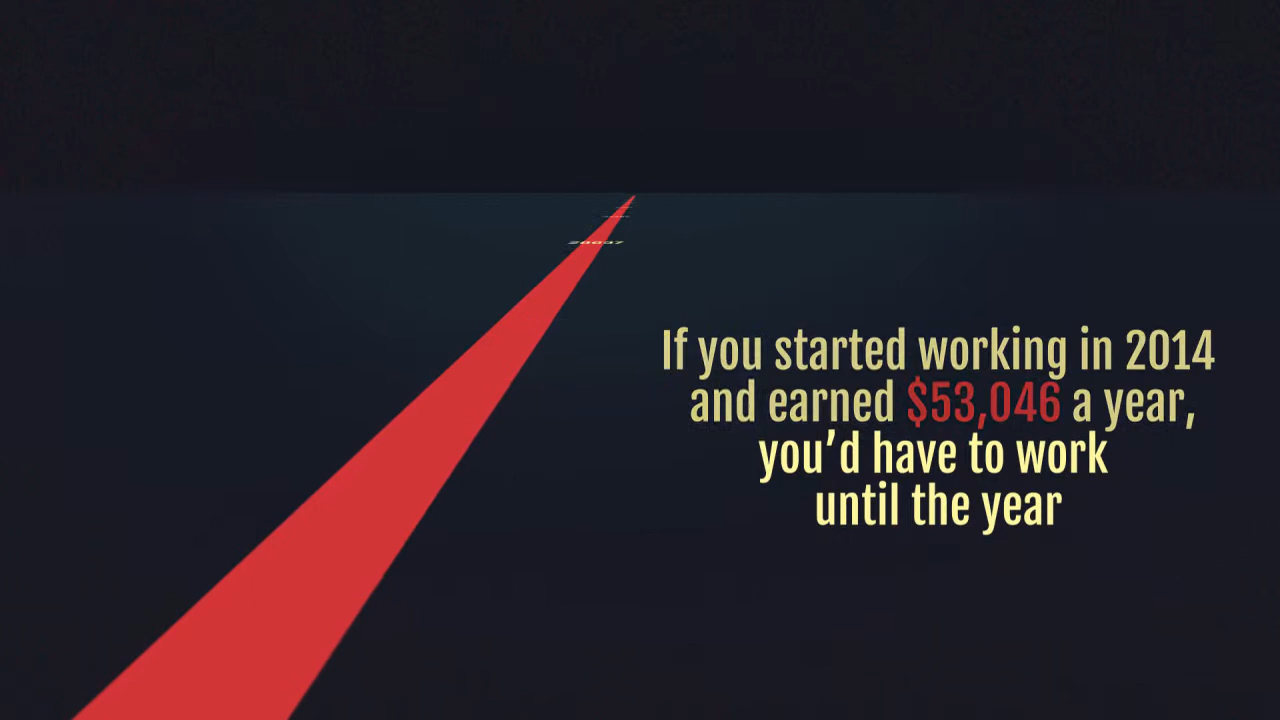 If you started working in 2014
and earned $53,046 a year,
you’d have to work
until the year